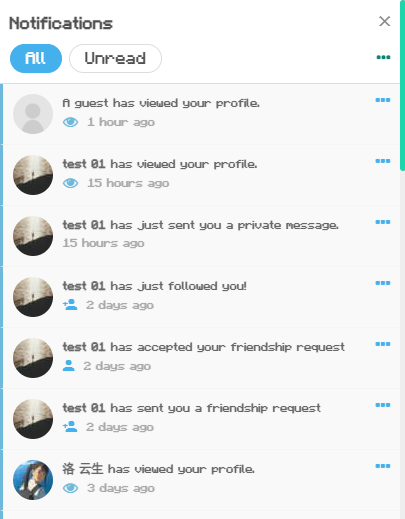 Notifications
All
Unread
A guest has viewed your profile.
1 hour ago
test 01 has viewed your profile.
15 hours ago
test 01 has just sent you a private message.
15 hours ago
test 01 has just followed you!
2 days ago
test 01 has accepted your friendship request
2 days ago
test 01 has sent you a friendship request
2 days ago
洛 云生 has viewed your profile.
3 days ago